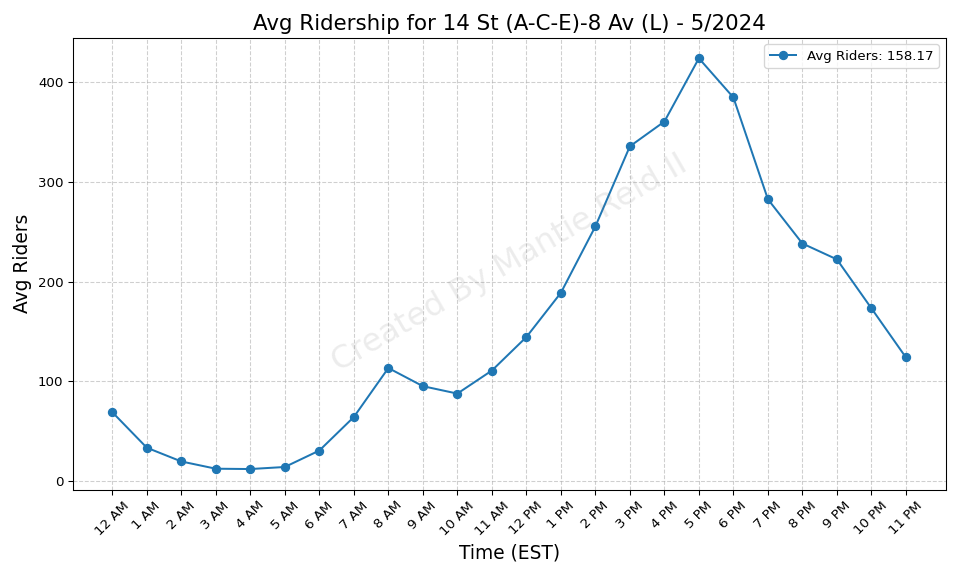 Avg Ridership for 14 St (A-C-E)-8 Av (L) - 5/2024
Avg Riders: 158.17
Avg Riders
400
300
200
100
0
Created By Mantle Reid II
12 AM
1 AM
2 AM
3 AM
4 AM
5 AM
6 AM
7 AM
8 AM
9 AM
10 AM
11 AM
12 PM
1 PM
2 PM
3 PM
4 PM
5 PM
6 PM
7 PM
8 PM
9 PM
10 PM
11 PM
Time (EST)